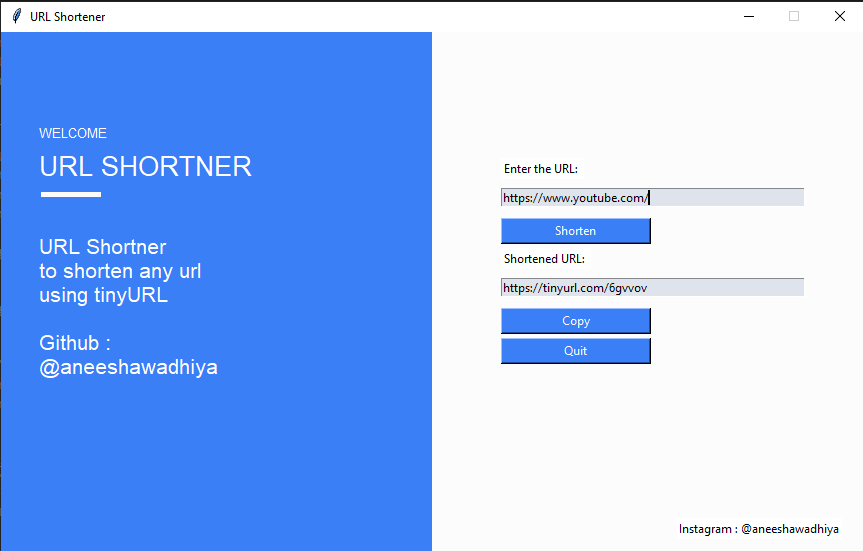 URL Shortener
WELCOME
URL SHORTNER
URL Shortner
to shorten any url
using tinyURL
Github :
@aneeshawadhiya
Enter the URL:
https://www.youtube.com/
Shorten
Shortened URL:
https://tinyurl.com/6gvvov
Copy
Quit
Instagram : @aneeshawadhiya